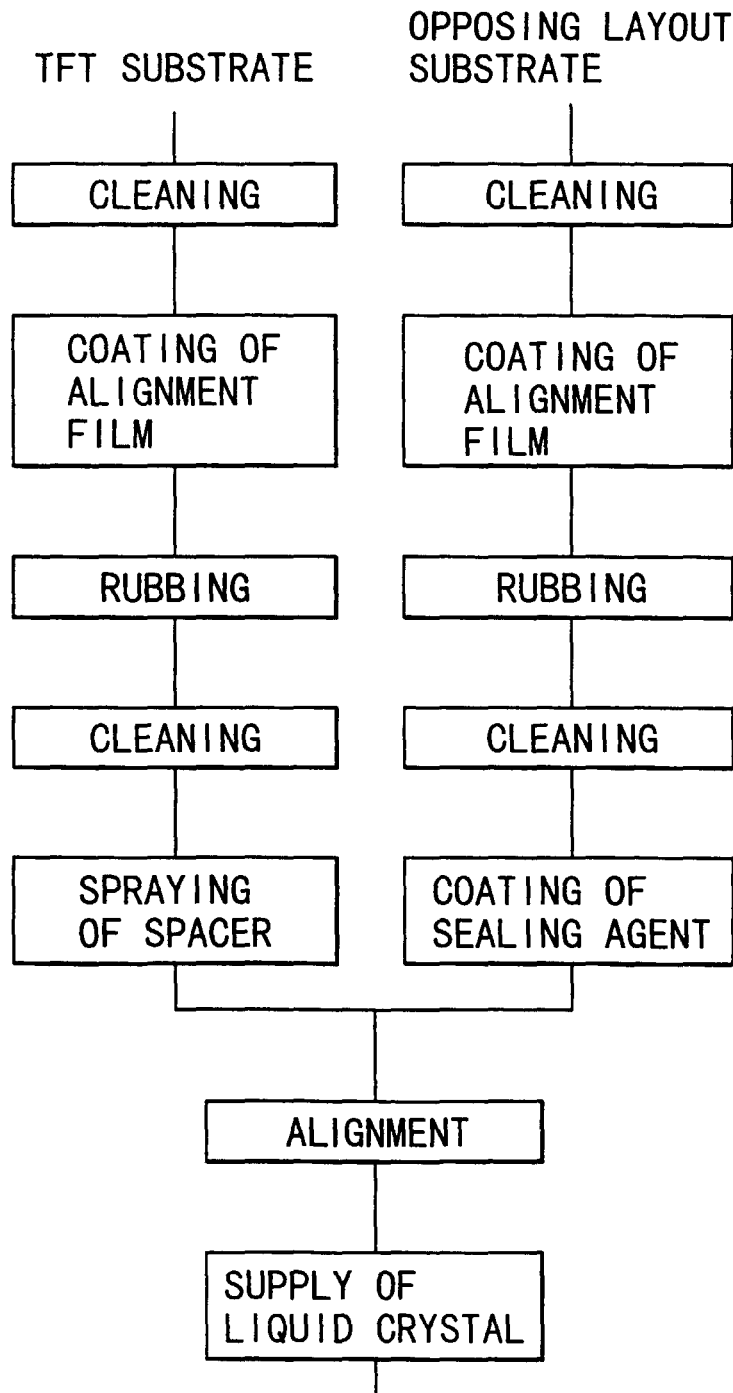 TFT SUBSTRATE
OPPOSING LAYOUT
SUBSTRATE
CLEANING
CLEANING
COATING OF
ALIGNMENT
FILM
COATING OF
ALIGNMENT
FILM
RUBBING
RUBBING
CLEANING
CLEANING
SPRAYING
OF SPACER
COATING OF
SEALING AGENT
ALIGNMENT
SUPPLY OF
LIQUID CRYSTAL